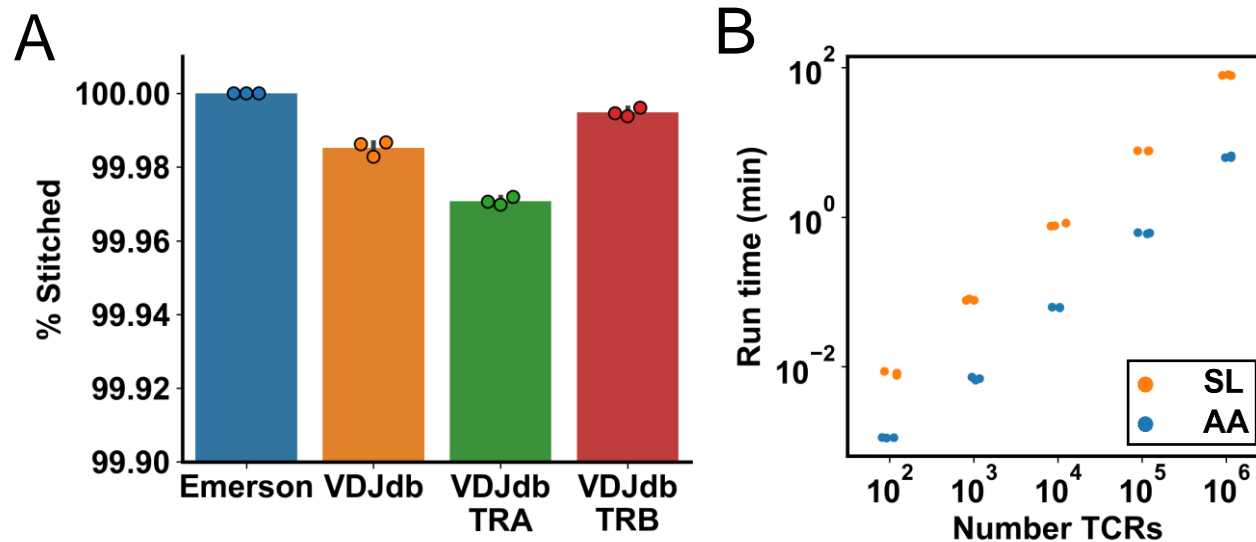 A
% Stitched
100.00
99.98
99.96
99.94
99.92
99.90
Emerson
VDJdb
VDJdb
TRA
VDJdb
TRB
B
Run time (min)
10²
10⁰
10⁻²
SL
AA
10²
10³
10⁴
10⁵
10⁶
Number TCRs